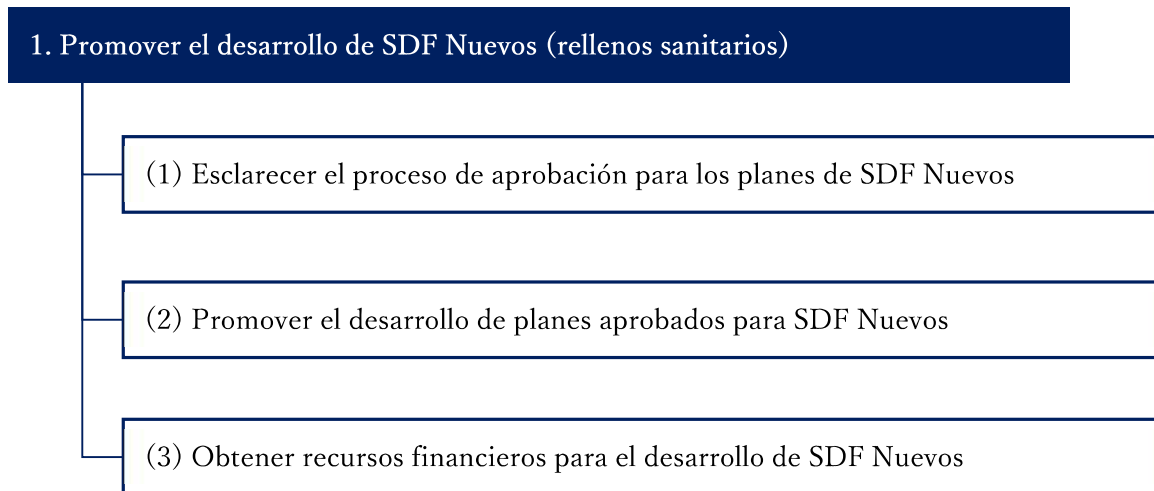 1. Promover el desarrollo de SDF Nuevos (rellenos sanitarios)
(1) Esclarecer el proceso de aprobación para los planes de SDF Nuevos
(2) Promover el desarrollo de planes aprobados para SDF Nuevos
(3) Obtener recursos financieros para el desarrollo de SDF Nuevos